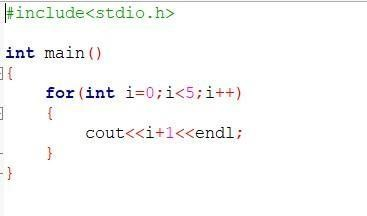 #include<stdio.h>
int main()
{
for(int i=0;i<5;i++)
{
cout<<i+1<<endl;
}
}